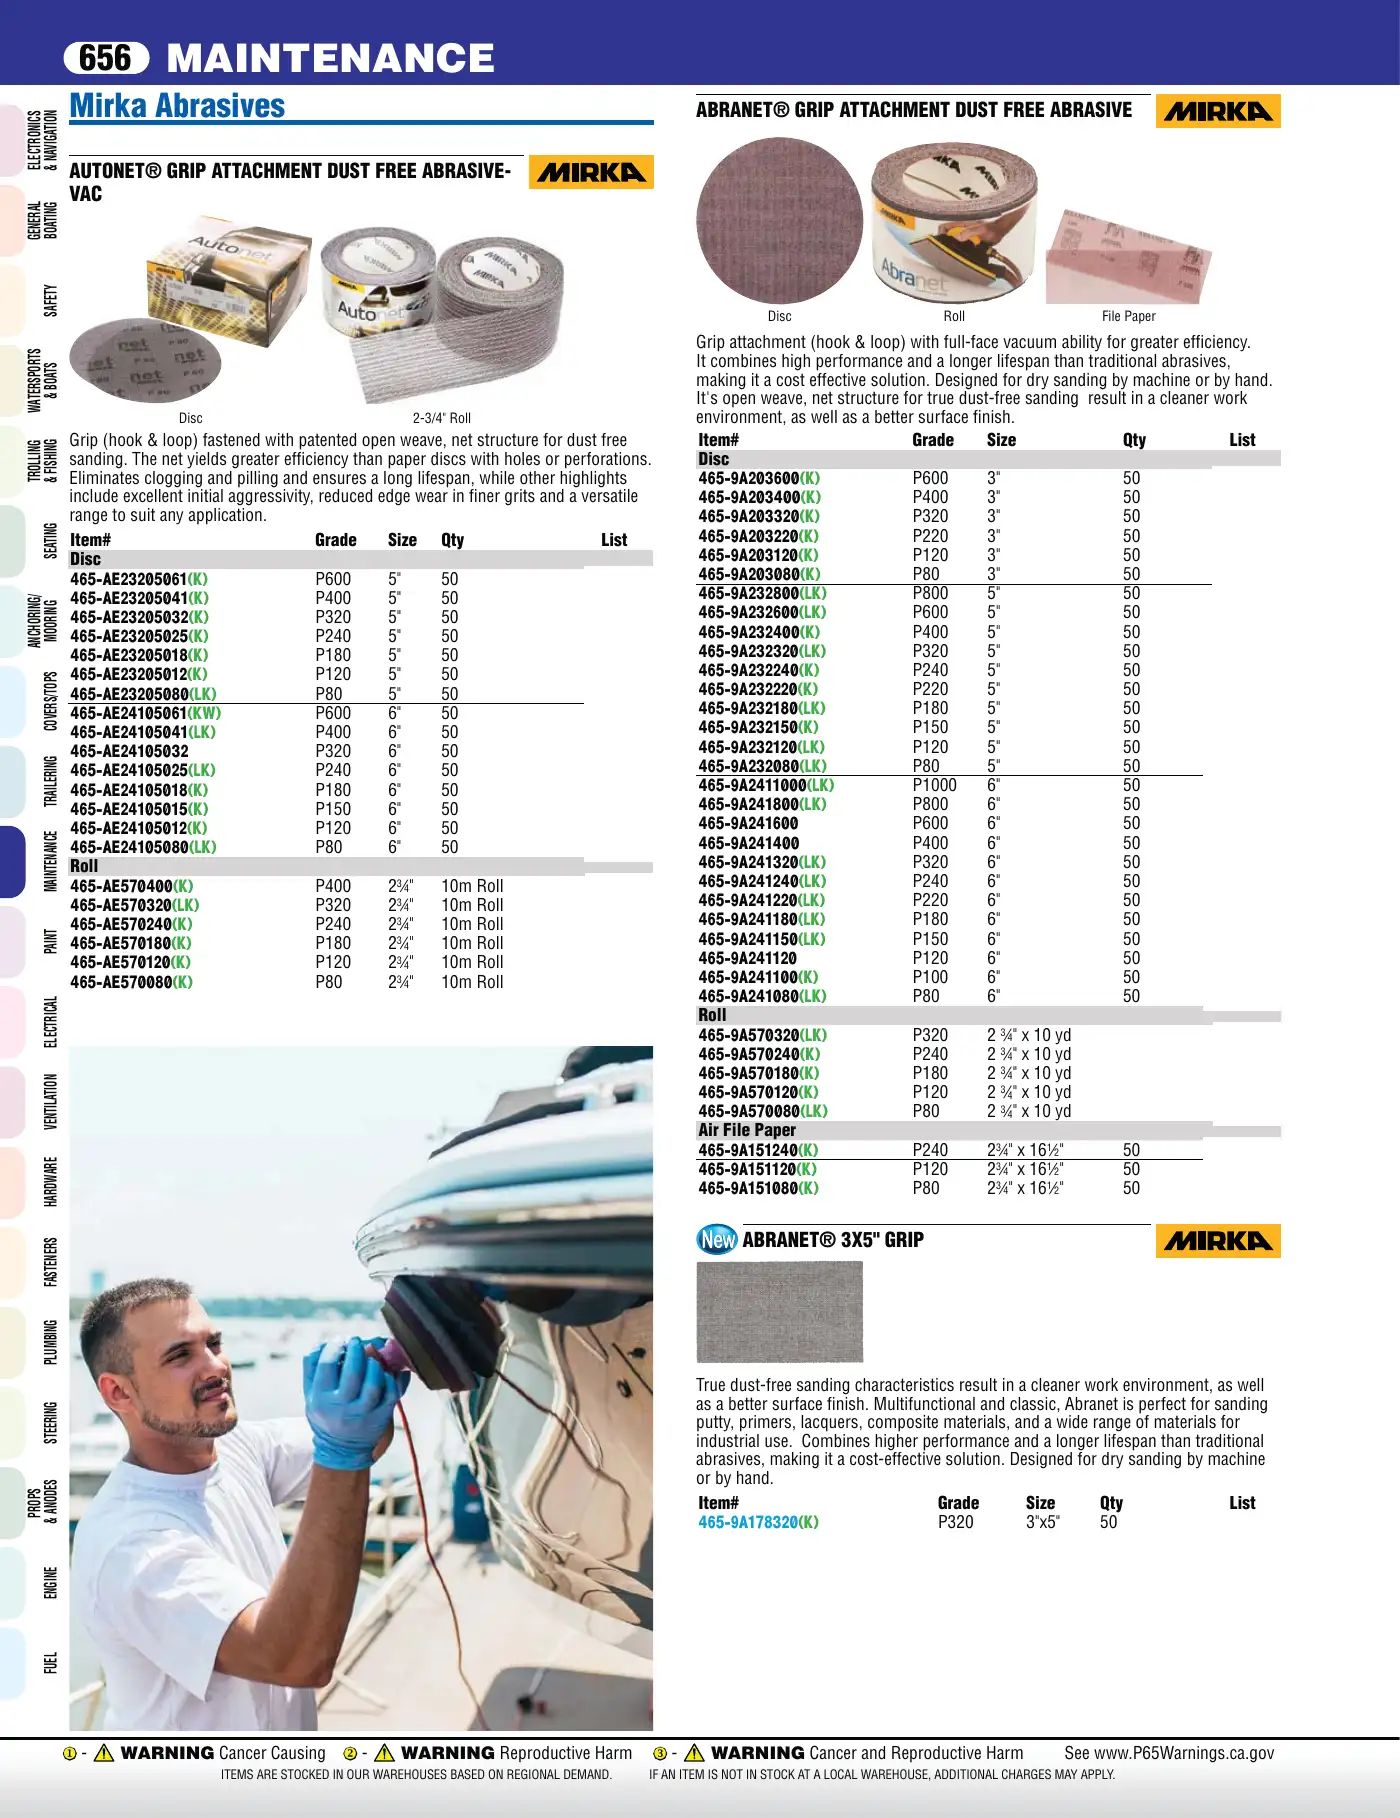 656 MAINTENANCE
ELECTRONICS
& NAVIGATION
GENERAL
BOATING
SAFETY
WATERSPORTS
& BOATS
TROLLING
& FISHING
SEATING
ANCHORING/
MOORING
COVERS/TOPS
TRAILERING
MAINTENANCE
PAINT
ELECTRICAL
VENTILATION
HARDWARE
FASTENERS
PLUMBING
STEERING
PROPS
& ANODES
ENGINE
FUEL
Mirka Abrasives
AUTONET® GRIP ATTACHMENT DUST FREE ABRASIVE-
VAC
MIRKA
Disc
2-3/4" Roll
Grip (hook & loop) fastened with patented open weave, net structure for dust free
sanding. The net yields greater efficiency than paper discs with holes or perforations.
Eliminates clogging and pilling and ensures a long lifespan, while other highlights
include excellent initial aggressivity, reduced edge wear in finer grits and a versatile
range to suit any application.
Item# Grade Size Qty List
Disc
465-AE23205061(K) P600 5" 50
465-AE23205041(K) P400 5" 50
465-AE23205032(K) P320 5" 50
465-AE23205025(K) P240 5" 50
465-AE23205018(K) P180 5" 50
465-AE23205012(K) P120 5" 50
465-AE23205080(LK) P80 5" 50
465-AE24105061(KW) P600 6" 50
465-AE24105041(LK) P400 6" 50
465-AE24105032 P320 6" 50
465-AE24105025(LK) P240 6" 50
465-AE24105018(K) P180 6" 50
465-AE24105015(K) P150 6" 50
465-AE24105012(K) P120 6" 50
465-AE24105080(LK) P80 6" 50
Roll
465-AE570400(K) P400 2¾" 10m Roll
465-AE570320(LK) P320 2¾" 10m Roll
465-AE570240(K) P240 2¾" 10m Roll
465-AE570180(K) P180 2¾" 10m Roll
465-AE570120(K) P120 2¾" 10m Roll
465-AE570080(K) P80 2¾" 10m Roll
ABRANET® GRIP ATTACHMENT DUST FREE ABRASIVE
MIRKA
Disc
Roll
File Paper
Grip attachment (hook & loop) with full-face vacuum ability for greater efficiency.
It combines high performance and a longer lifespan than traditional abrasives,
making it a cost effective solution. Designed for dry sanding by machine or by hand.
It's open weave, net structure for true dust-free sanding result in a cleaner work
environment, as well as a better surface finish.
Item# Grade Size Qty List
Disc
465-9A203600(K) P600 3" 50
465-9A203400(K) P400 3" 50
465-9A203320(K) P320 3" 50
465-9A203220(K) P220 3" 50
465-9A203120(K) P120 3" 50
465-9A203080(K) P80 3" 50
465-9A232800(LK) P800 5" 50
465-9A232600(LK) P600 5" 50
465-9A232400(K) P400 5" 50
465-9A232320(LK) P320 5" 50
465-9A232240(K) P240 5" 50
465-9A232220(K) P220 5" 50
465-9A232180(LK) P180 5" 50
465-9A232150(K) P150 5" 50
465-9A232120(LK) P120 5" 50
465-9A232080(LK) P80 5" 50
465-9A2411000(LK) P1000 6" 50
465-9A241800(LK) P800 6" 50
465-9A241600 P600 6" 50
465-9A241400 P400 6" 50
465-9A241320(LK) P320 6" 50
465-9A241240(LK) P240 6" 50
465-9A241220(LK) P220 6" 50
465-9A241180(LK) P180 6" 50
465-9A241150(LK) P150 6" 50
465-9A241120 P120 6" 50
465-9A241100(K) P100 6" 50
465-9A241080(LK) P80 6" 50
Roll
465-9A570320(LK) P320 2 ¾" x 10 yd
465-9A570240(K) P240 2 ¾" x 10 yd
465-9A570180(K) P180 2 ¾" x 10 yd
465-9A570120(K) P120 2 ¾" x 10 yd
465-9A570080(LK) P80 2 ¾" x 10 yd
Air File Paper
465-9A151240(K) P240 2¾" x 16½" 50
465-9A151120(K) P120 2¾" x 16½" 50
465-9A151080(K) P80 2¾" x 16½" 50
New ABRANET® 3X5" GRIP
MIRKA
True dust-free sanding characteristics result in a cleaner work environment, as well
as a better surface finish. Multifunctional and classic, Abranet is perfect for sanding
putty, primers, lacquers, composite materials, and a wide range of materials for
industrial use. Combines higher performance and a longer lifespan than traditional
abrasives, making it a cost-effective solution. Designed for dry sanding by machine
or by hand.
Item# Grade Size Qty List
465-9A178320(K) P320 3"x5" 50
1 - WARNING Cancer Causing 2 - WARNING Reproductive Harm 3 - WARNING Cancer and Reproductive Harm See www.P65Warnings.ca.gov
ITEMS ARE STOCKED IN OUR WAREHOUSES BASED ON REGIONAL DEMAND. IF AN ITEM IS NOT IN STOCK AT A LOCAL WAREHOUSE, ADDITIONAL CHARGES MAY APPLY.